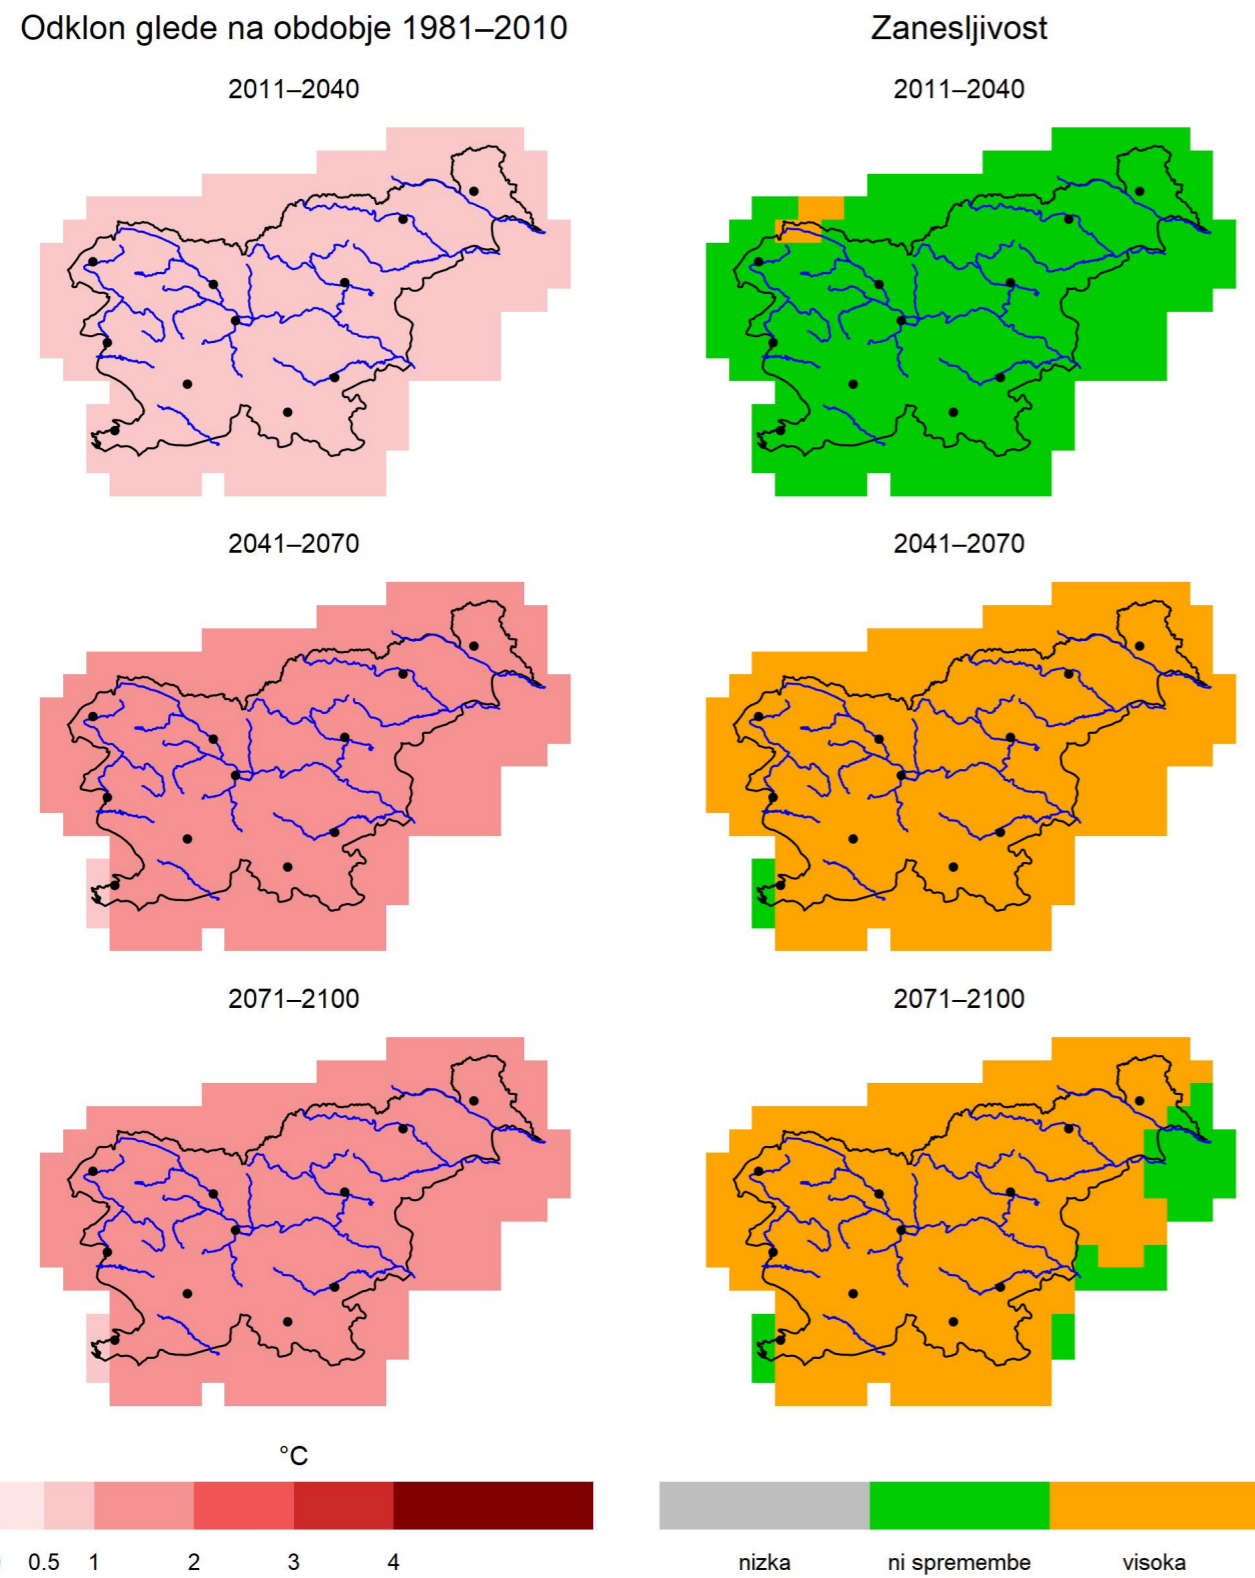 Odklon glede na obdobje 1981–2010
Zanesljivost
2011–2040
2011–2040
2041–2070
2041–2070
2071–2100
2071–2100
°C
0.5 1 2 3 4
nizka ni spremembe visoka